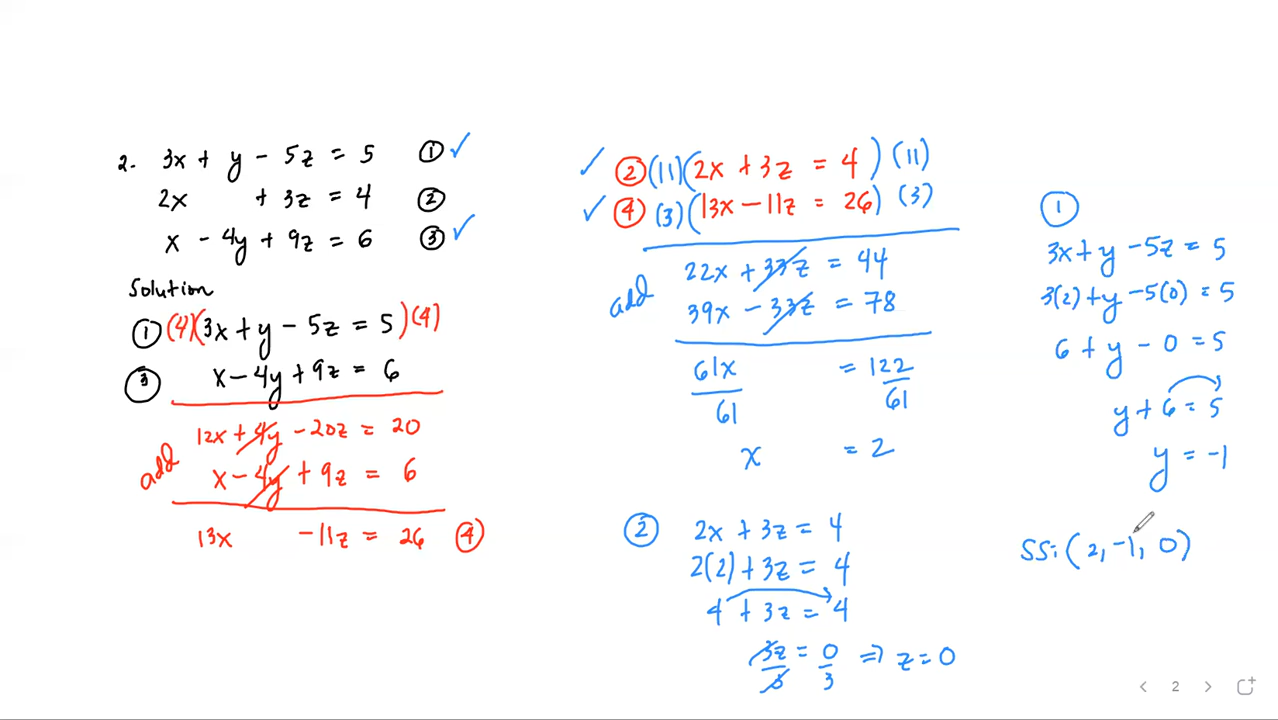 2. 3x + y - 5z = 5 ① ✓
2x + 3z = 4 ②
x - 4y + 9z = 6 ③ ✓
Solution
① (4)(3x + y - 5z = 5)(4)
③ x - 4y + 9z = 6
12x + 4y - 20z = 20
add
x - 4y + 9z = 6
13x - 11z = 26 ④
✓ ② (11)(2x + 3z = 4)(11)
✓ ④ (3)(13x - 11z = 26)(3)
22x + 33z = 44
add
39x - 33z = 78
61x = 122
61 61
x = 2
② 2x + 3z = 4
2(2) + 3z = 4
4 + 3z = 4
3z = 0 ⇒ z = 0
3 3
①
3x + y - 5z = 5
3(2) + y - 5(0) = 5
6 + y - 0 = 5
y + 6 = 5
y = -1
SS: (2, -1, 0)
2